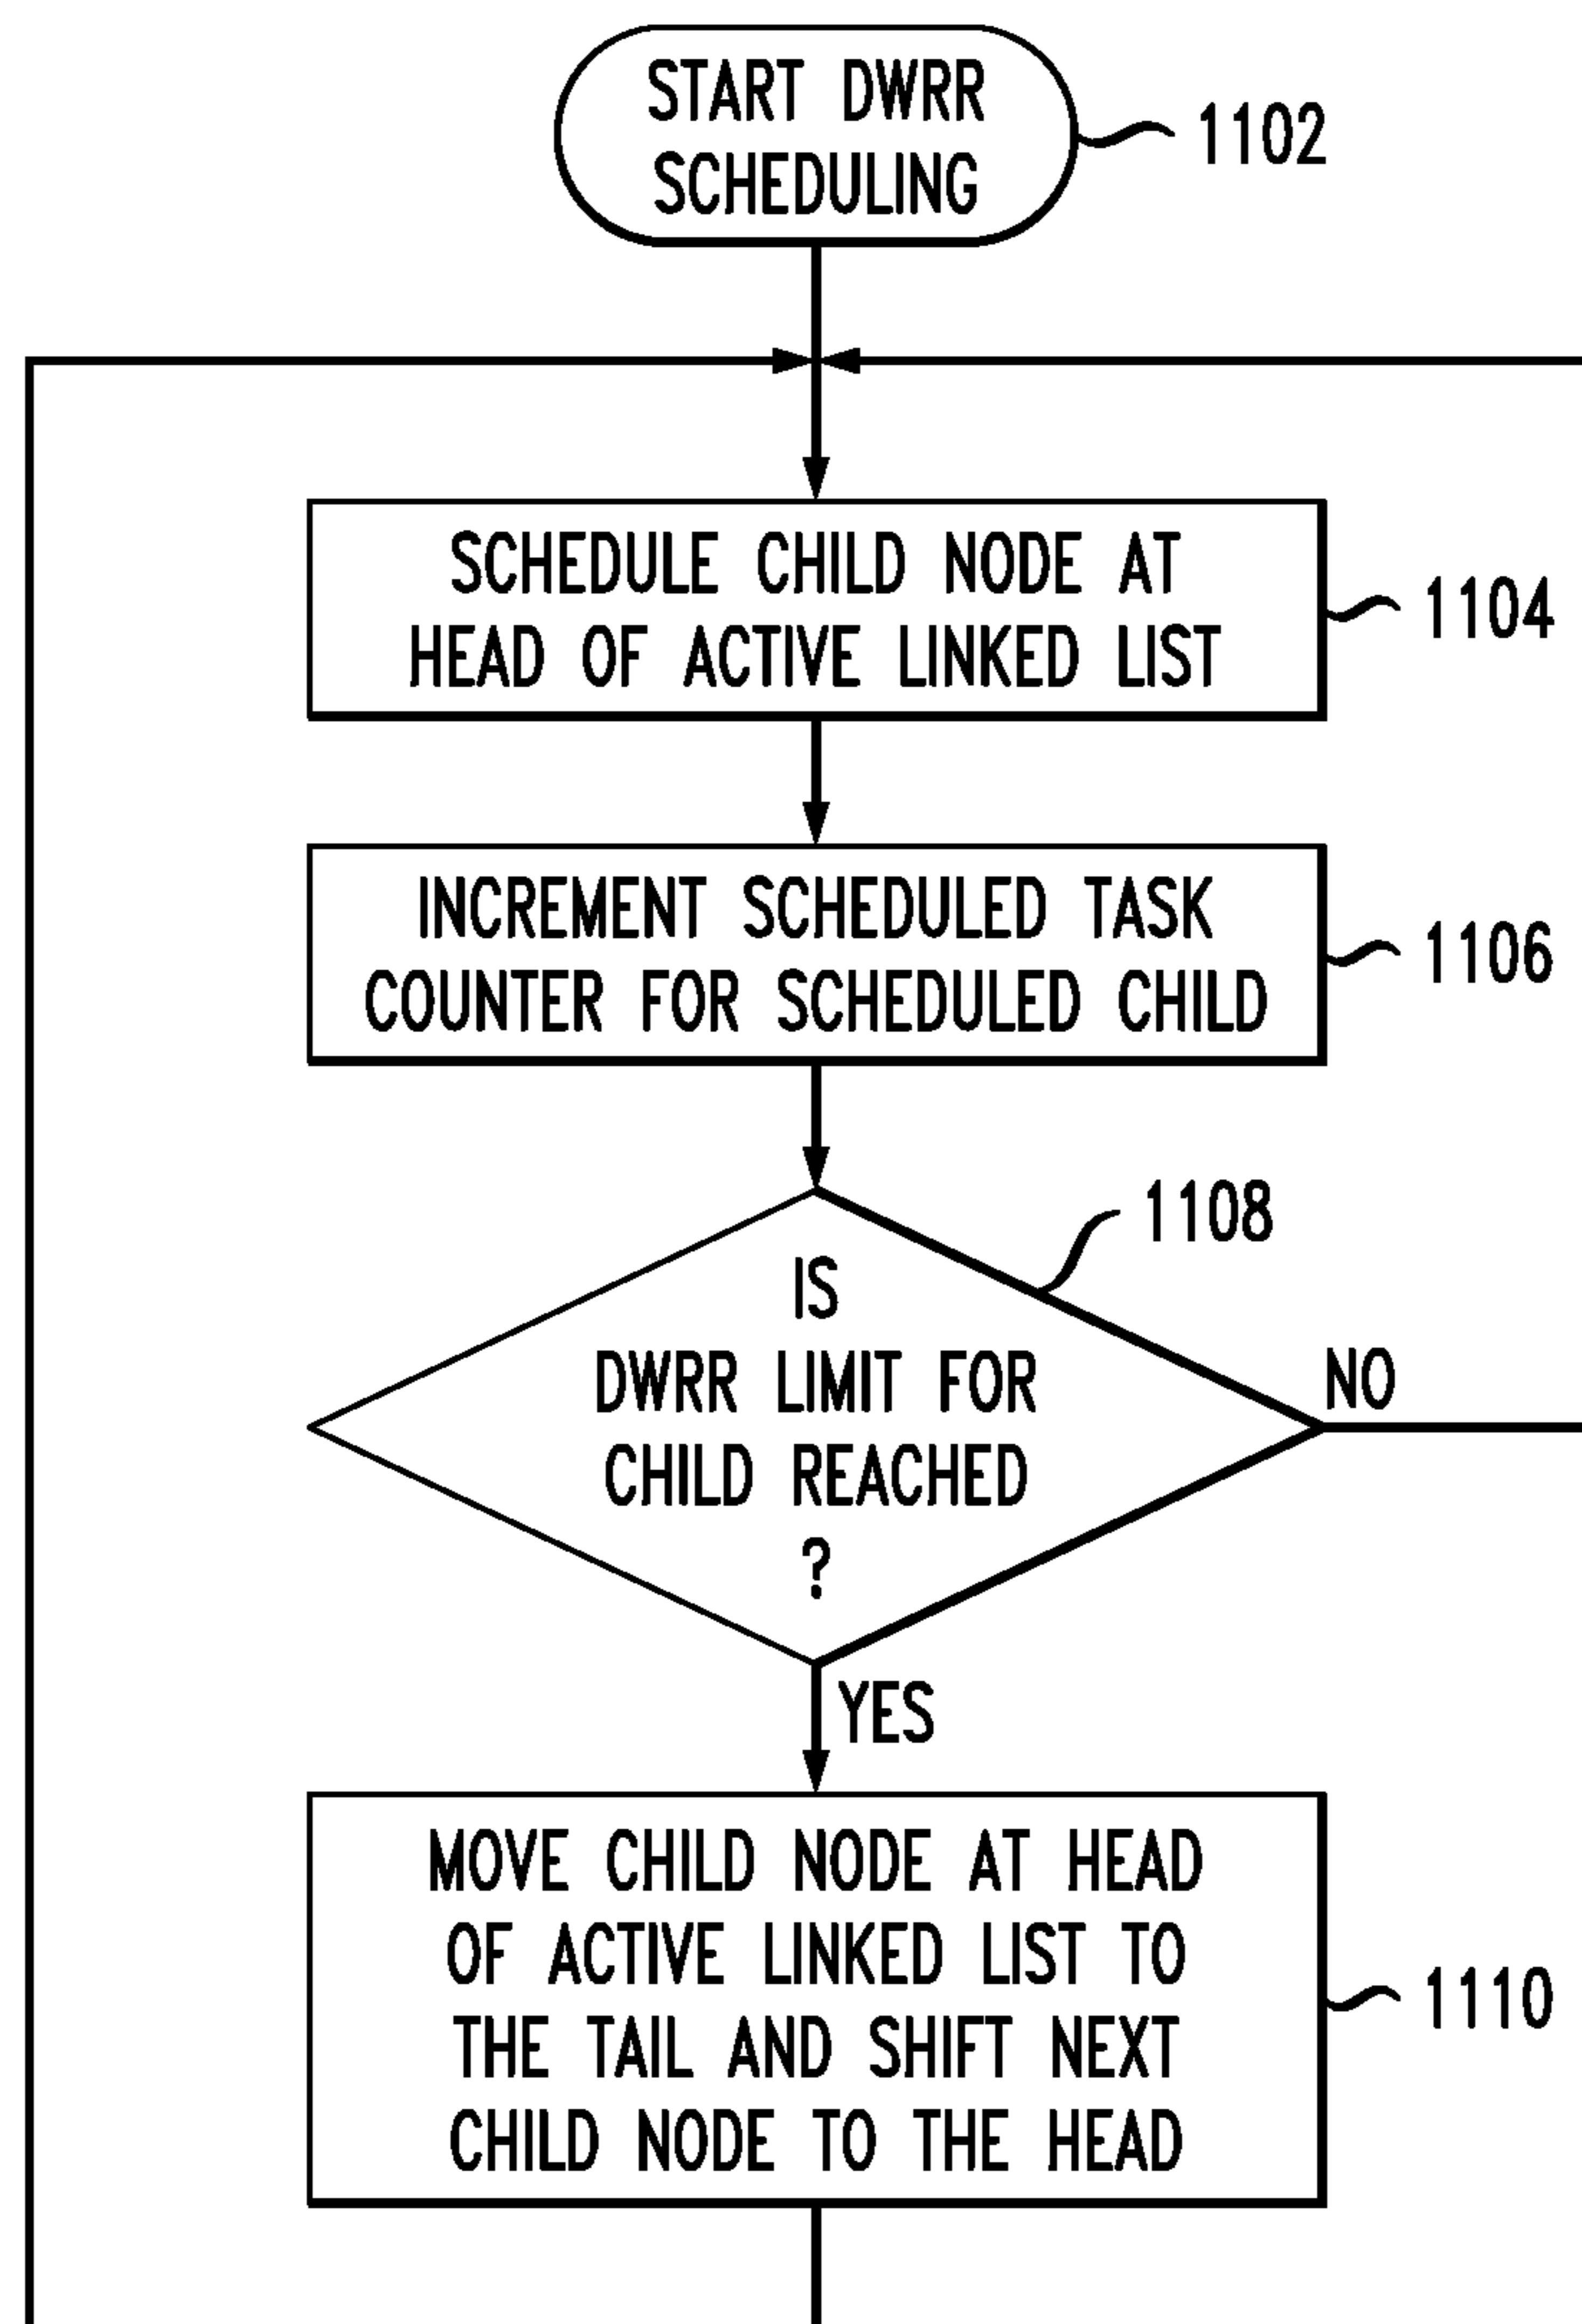 START DWRR
SCHEDULING
1102
SCHEDULE CHILD NODE AT
HEAD OF ACTIVE LINKED LIST
1104
INCREMENT SCHEDULED TASK
COUNTER FOR SCHEDULED CHILD
1106
1108
IS
DWRR LIMIT FOR
CHILD REACHED
?
NO
YES
MOVE CHILD NODE AT HEAD
OF ACTIVE LINKED LIST TO
THE TAIL AND SHIFT NEXT
CHILD NODE TO THE HEAD
1110